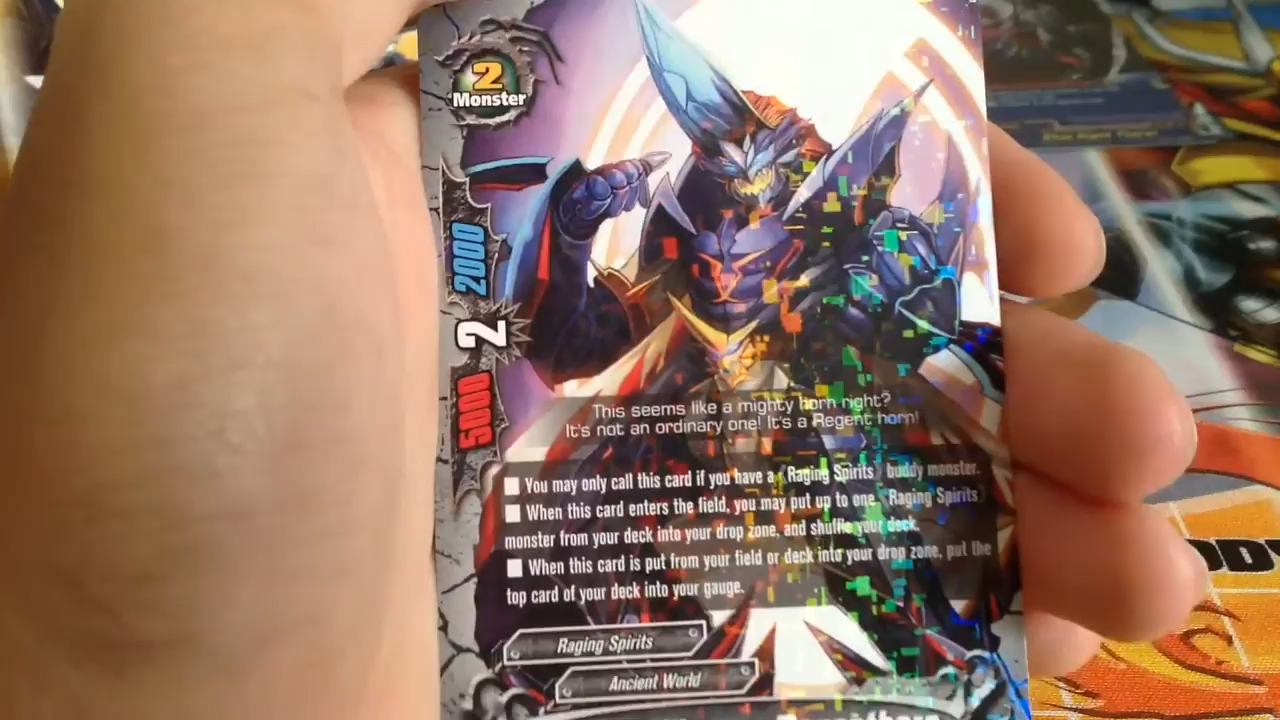 2
Monster
2000
2
5000
This seems like a mighty horn right?
It's not an ordinary one! It's a Regent horn!
■ You may only call this card if you have a 《Raging Spirits》 buddy monster.
■ When this card enters the field, you may put up to one 《Raging Spirits》
monster from your deck into your drop zone, and shuffle your deck.
■ When this card is put from your field or deck into your drop zone, put the
top card of your deck into your gauge.
Raging Spirits
Ancient World